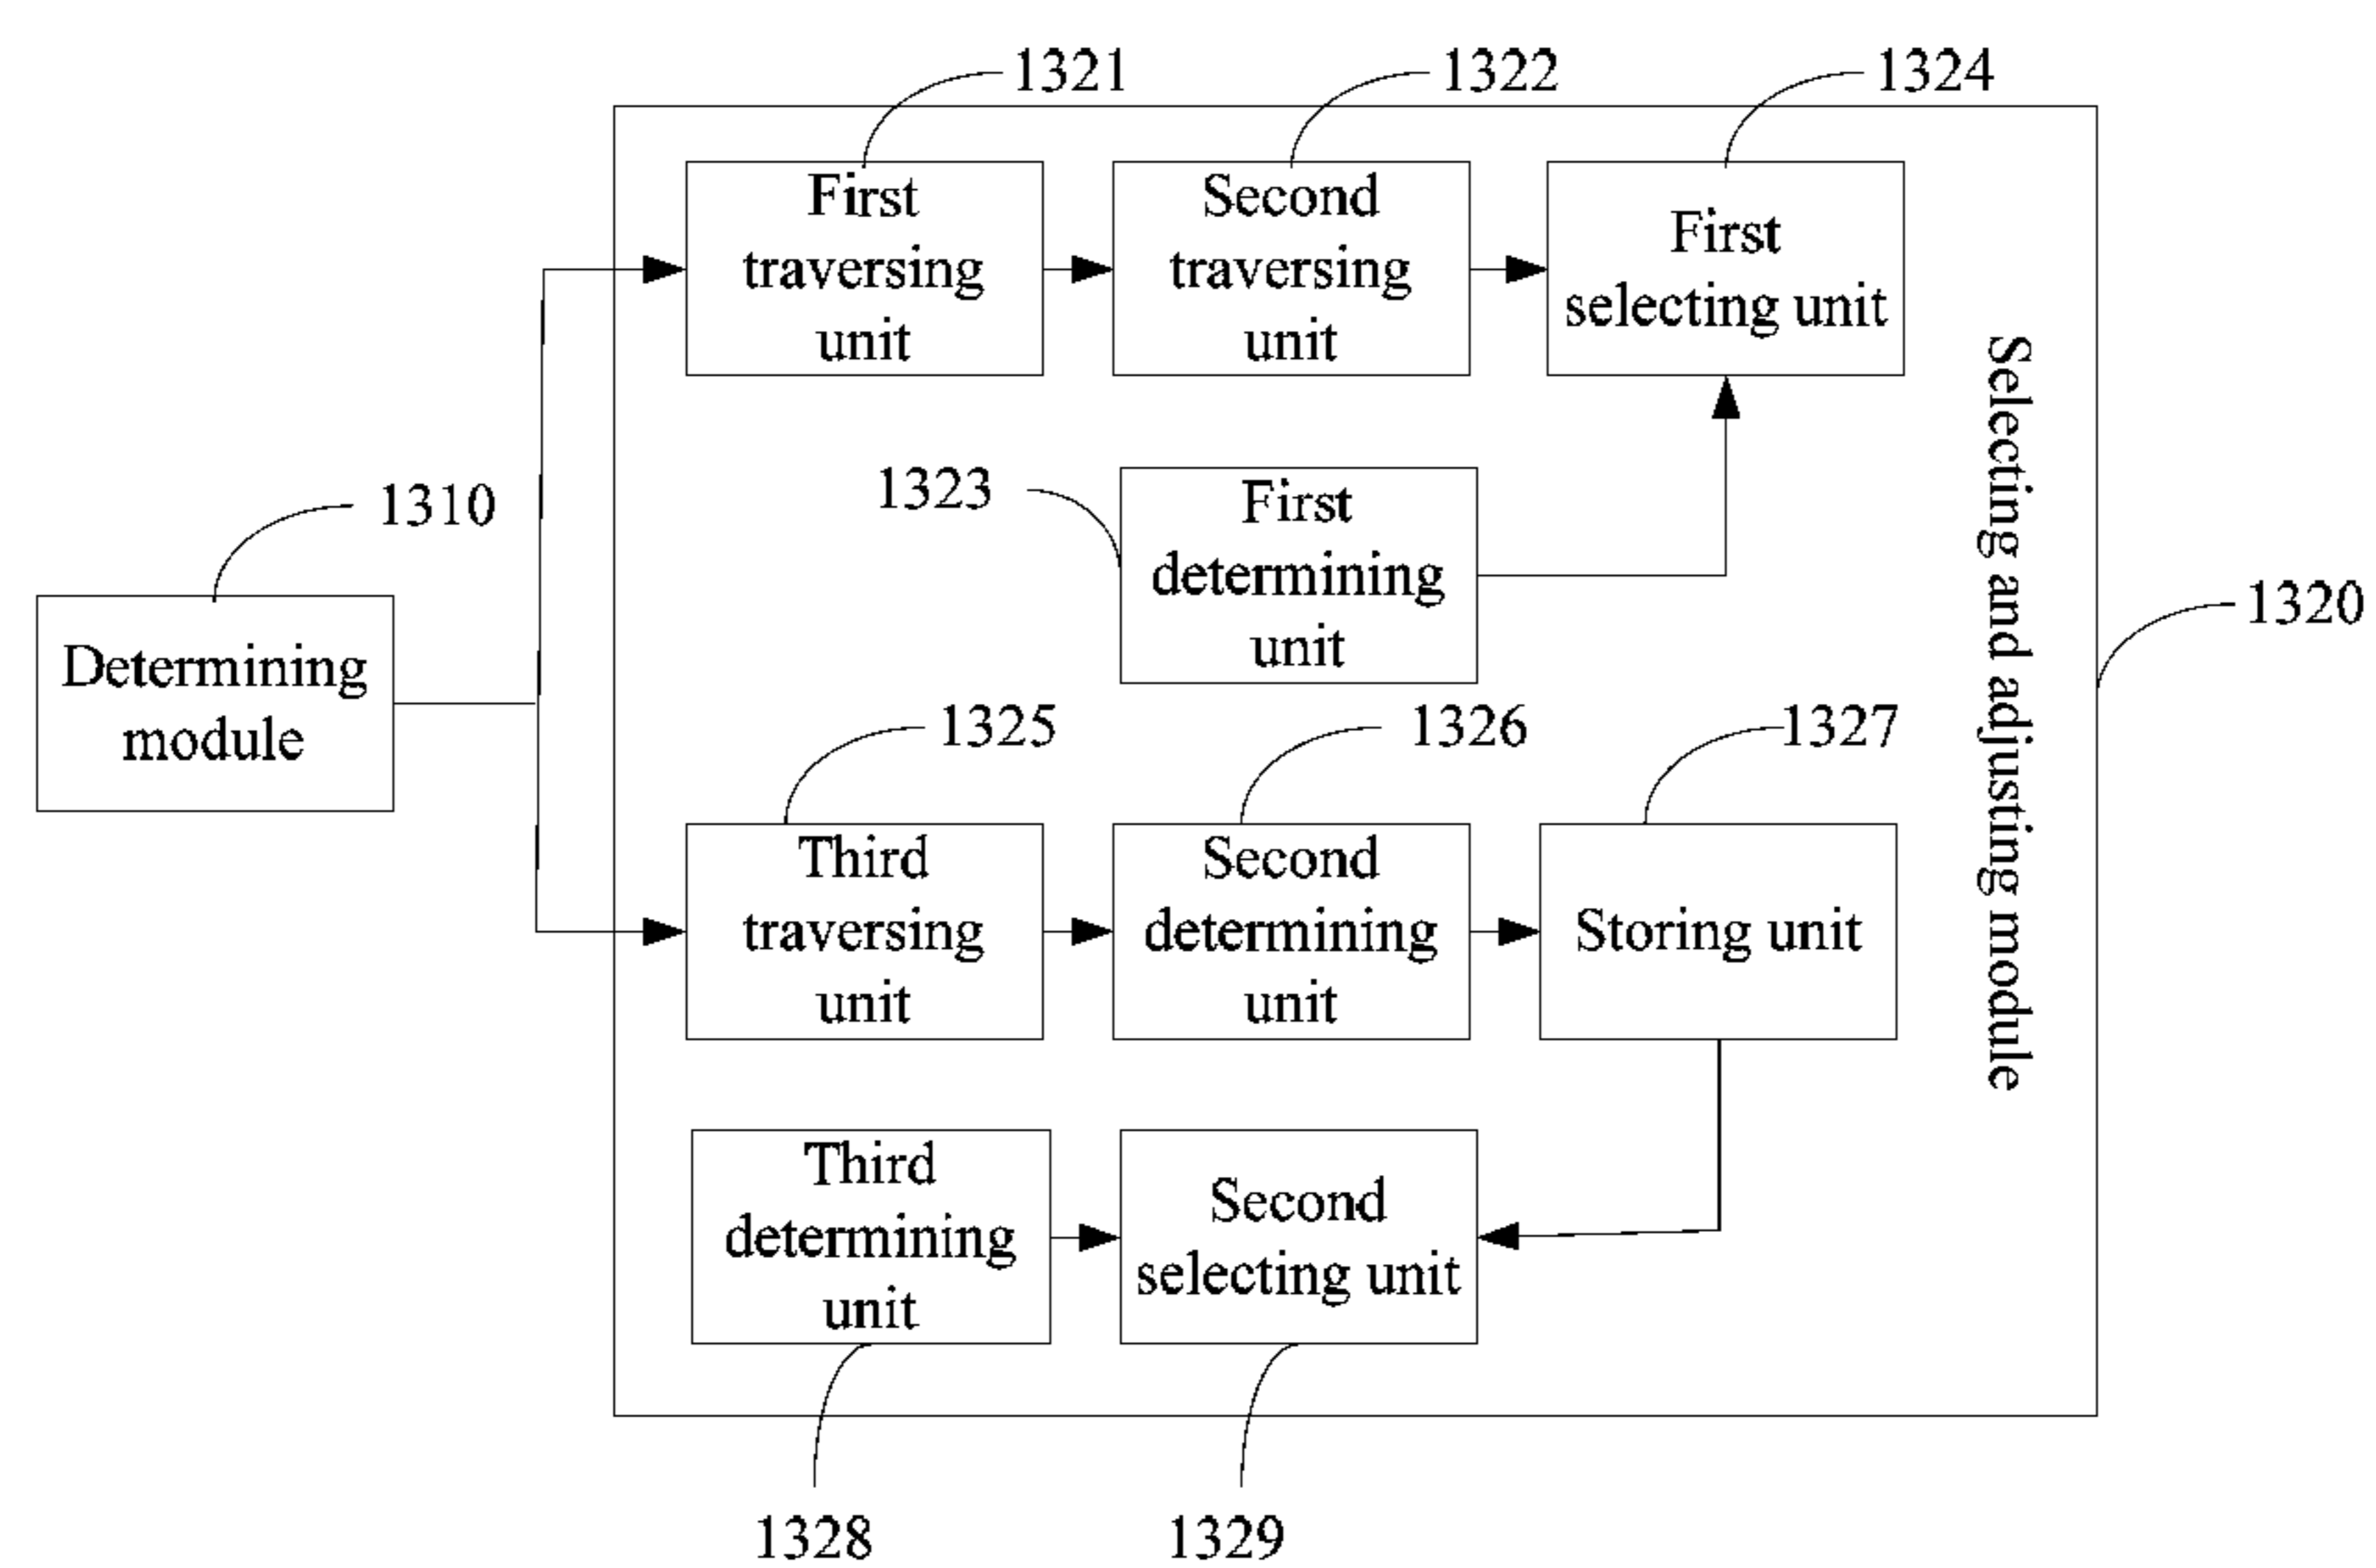 1321
1322
1324
First
traversing
unit
Second
traversing
unit
First
selecting unit
1310
1323
First
determining
unit
Selecting and adjusting module
1320
Determining
module
1325
1326
1327
Third
traversing
unit
Second
determining
unit
Storing unit
Third
determining
unit
Second
selecting unit
1328
1329